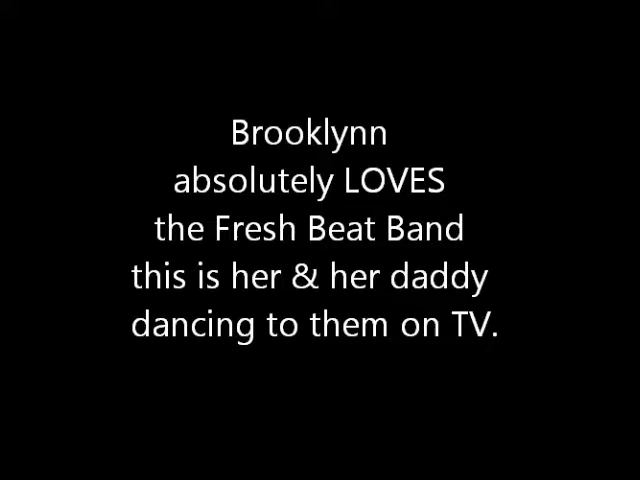 Brooklynn
absolutely LOVES
the Fresh Beat Band
this is her & her daddy
dancing to them on TV.